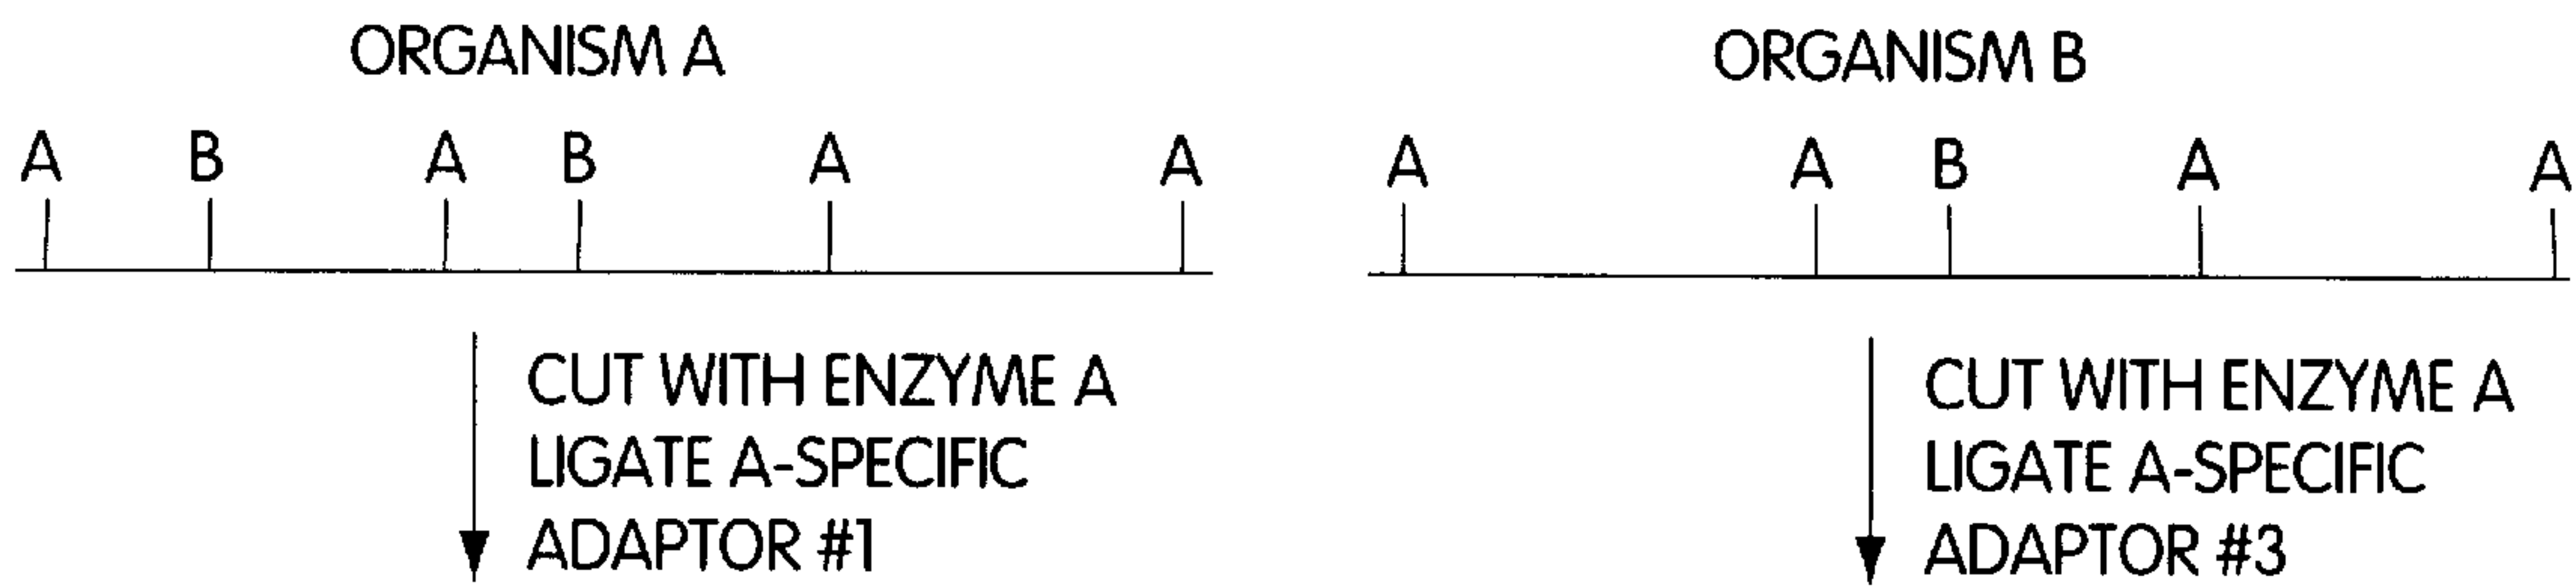 ORGANISM A
A B A B A A
CUT WITH ENZYME A
LIGATE A-SPECIFIC
ADAPTOR #1
ORGANISM B
A A B A A
CUT WITH ENZYME A
LIGATE A-SPECIFIC
ADAPTOR #3